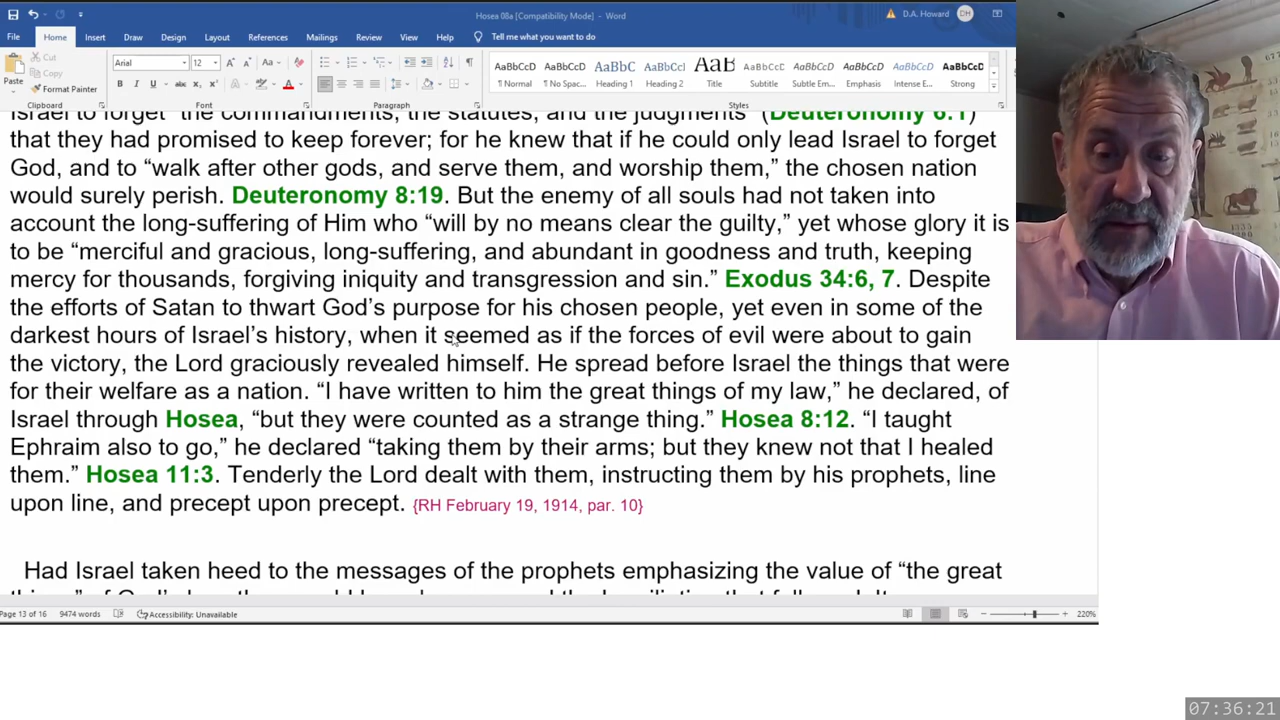 Hosea 08a [Compatibility Mode] - Word
D.A. Howard DH
File Home Insert Draw Design Layout References Mailings Review View Help Tell me what you want to do
Paste
Cut
Copy
Format Painter
Arial 12
B I U
AaBbCcD AaBbCcD AaBbC AaBbCcl AaB AaBbCcD AaBbCcD AaBbCcD AaBbCcD AaBbCcD
¶ Normal ¶ No Spac... Heading 1 Heading 2 Title Subtitle Subtle Em... Emphasis Intense E... Strong
Clipboard Font Paragraph Styles
Israel to forget “the commandments, the statutes, and the judgments” (Deuteronomy 6:1)
that they had promised to keep forever; for he knew that if he could only lead Israel to forget
God, and to “walk after other gods, and serve them, and worship them,” the chosen nation
would surely perish. Deuteronomy 8:19. But the enemy of all souls had not taken into
account the long-suffering of Him who “will by no means clear the guilty,” yet whose glory it is
to be “merciful and gracious, long-suffering, and abundant in goodness and truth, keeping
mercy for thousands, forgiving iniquity and transgression and sin.” Exodus 34:6, 7. Despite
the efforts of Satan to thwart God’s purpose for his chosen people, yet even in some of the
darkest hours of Israel’s history, when it seemed as if the forces of evil were about to gain
the victory, the Lord graciously revealed himself. He spread before Israel the things that were
for their welfare as a nation. “I have written to him the great things of my law,” he declared, of
Israel through Hosea, “but they were counted as a strange thing.” Hosea 8:12. “I taught
Ephraim also to go,” he declared “taking them by their arms; but they knew not that I healed
them.” Hosea 11:3. Tenderly the Lord dealt with them, instructing them by his prophets, line
upon line, and precept upon precept. {RH February 19, 1914, par. 10}
Had Israel taken heed to the messages of the prophets emphasizing the value of “the great
Page 13 of 16 9474 words Accessibility: Unavailable 220%
07:36:21